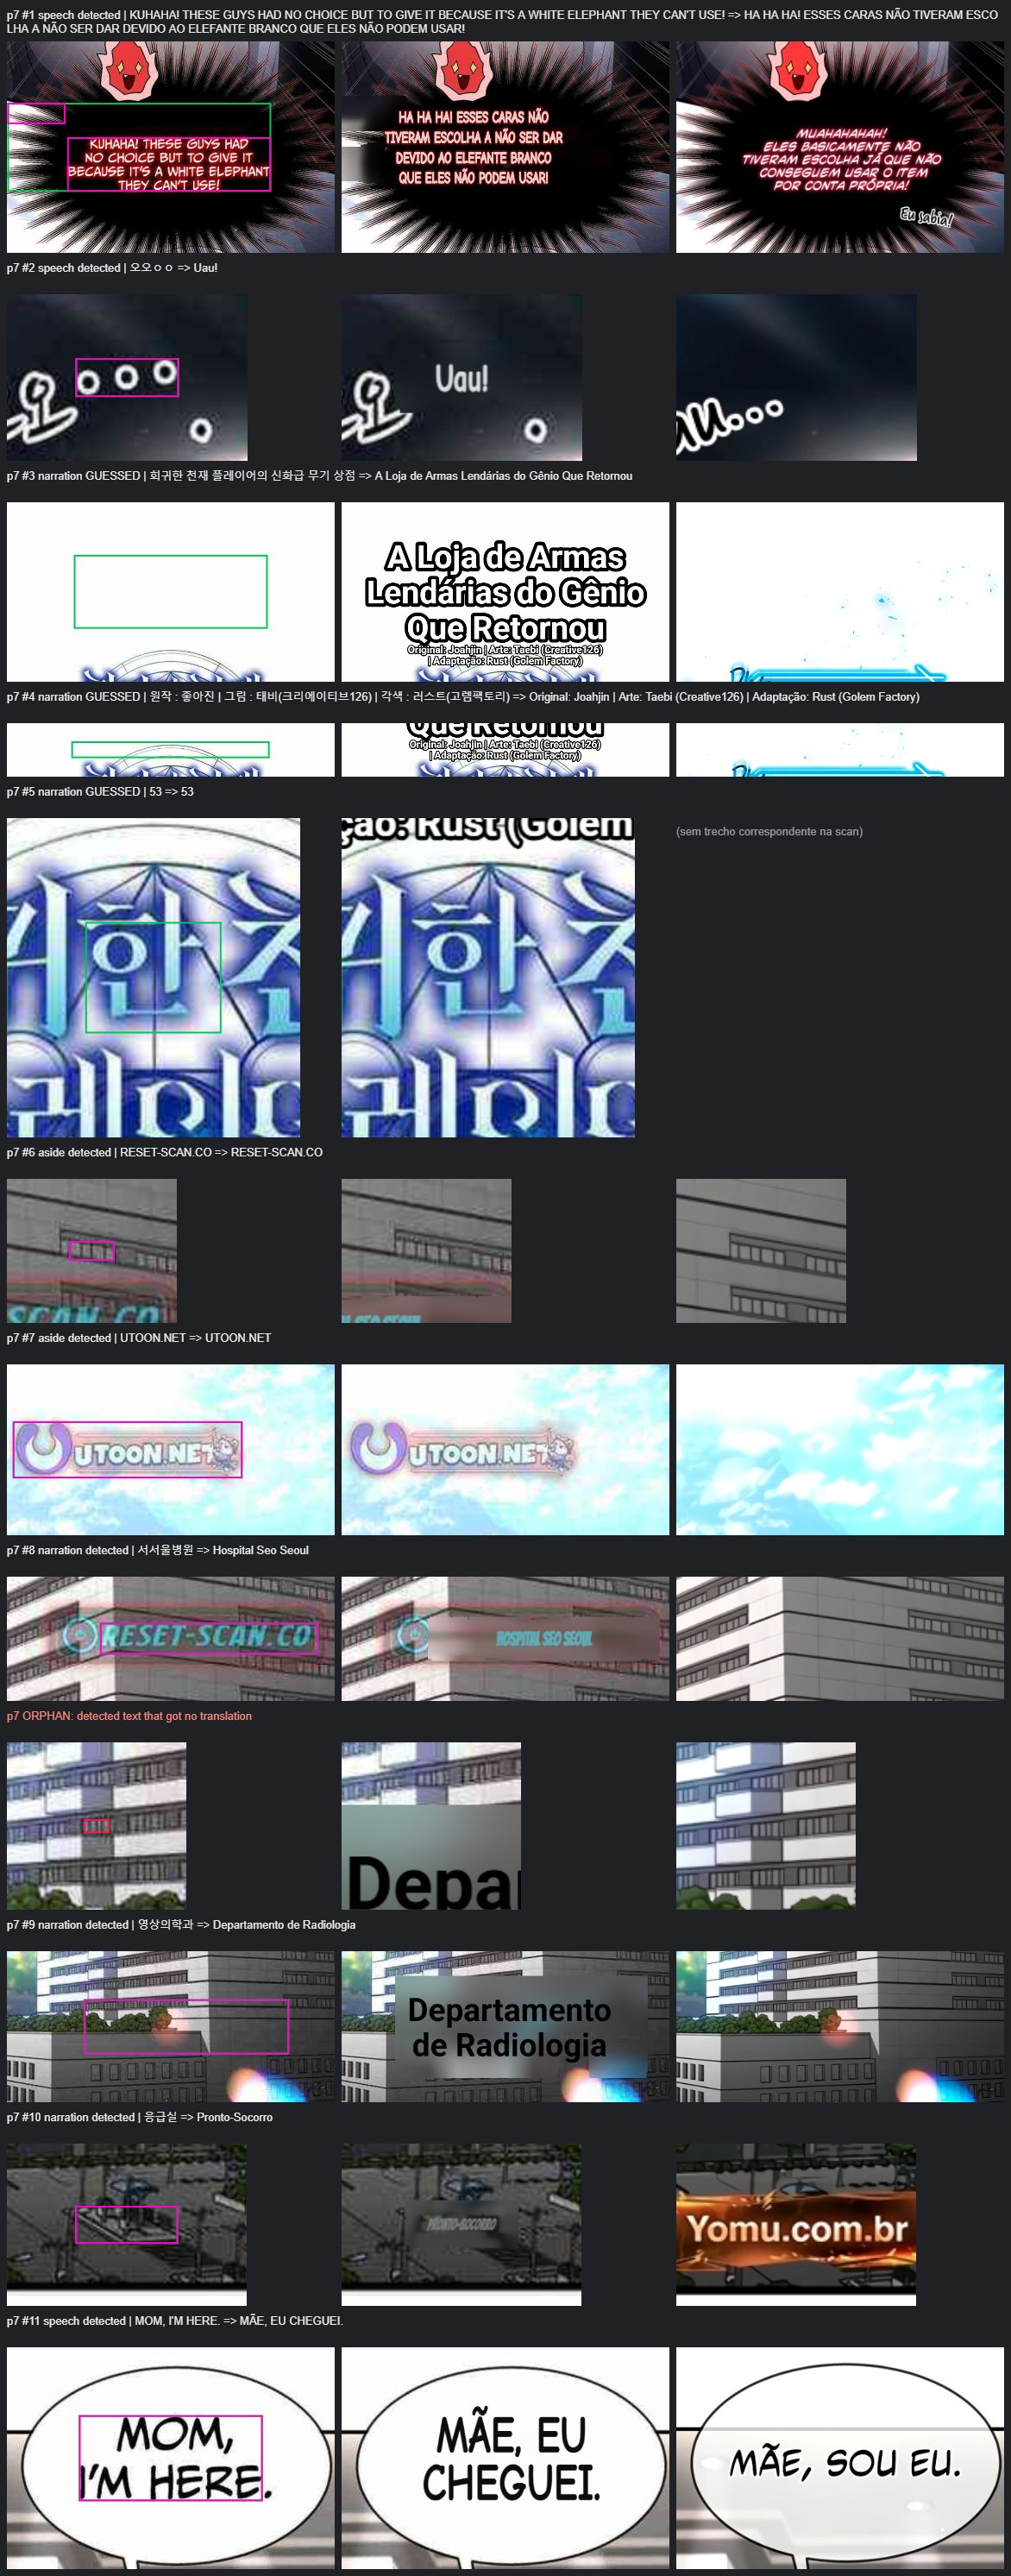 p7 #1 speech detected | KUHAHA! THESE GUYS HAD NO CHOICE BUT TO GIVE IT BECAUSE IT'S A WHITE ELEPHANT THEY CAN'T USE! => HA HA HA! ESSES CARAS NÃO TIVERAM ESCO
LHA A NÃO SER DAR DEVIDO AO ELEFANTE BRANCO QUE ELES NÃO PODEM USAR!
KUHAHA! THESE GUYS HAD
NO CHOICE BUT TO GIVE IT
BECAUSE IT'S A WHITE ELEPHANT
THEY CAN'T USE!
HA HA HA! ESSES CARAS NÃO
TIVERAM ESCOLHA A NÃO SER DAR
DEVIDO AO ELEFANTE BRANCO
QUE ELES NÃO PODEM USAR!
MUAHAHAHAH!
ELES BASICAMENTE NÃO
TIVERAM ESCOLHA JÁ QUE NÃO
CONSEGUEM USAR O ITEM
POR CONTA PRÓPRIA!
Eu sabia!
p7 #2 speech detected | 오오ㅇㅇ => Uau!
Uau!
p7 #3 narration GUESSED | 회귀한 천재 플레이어의 신화급 무기 상점 => A Loja de Armas Lendárias do Gênio Que Retornou
A Loja de Armas
Lendárias do Gênio
Que Retornou
Original: Joahjin | Arte: Taebi (Creative126)
| Adaptação: Rust (Golem Factory)
p7 #4 narration GUESSED | 원작 : 좋아진 | 그림 : 태비(크리에이티브126) | 각색 : 러스트(고렘팩토리) => Original: Joahjin | Arte: Taebi (Creative126) | Adaptação: Rust (Golem Factory)
Que Retornou
Original: Joahjin | Arte: Taebi (Creative126)
| Adaptação: Rust (Golem Factory)
p7 #5 narration GUESSED | 53 => 53
ção: Rust (Golem
(sem trecho correspondente na scan)
p7 #6 aside detected | RESET-SCAN.CO => RESET-SCAN.CO
SCAN.CO
p7 #7 aside detected | UTOON.NET => UTOON.NET
UTOON.NET
UTOON.NET
p7 #8 narration detected | 서서울병원 => Hospital Seo Seoul
RESET-SCAN.CO
HOSPITAL SEO SEOUL
p7 ORPHAN: detected text that got no translation
Depar
p7 #9 narration detected | 영상의학과 => Departamento de Radiologia
Departamento
de Radiologia
p7 #10 narration detected | 응급실 => Pronto-Socorro
PRONTO-SOCORRO
Yomu.com.br
p7 #11 speech detected | MOM, I'M HERE. => MÃE, EU CHEGUEI.
MOM,
I'M HERE.
MÃE, EU
CHEGUEI.
MÃE, SOU EU.